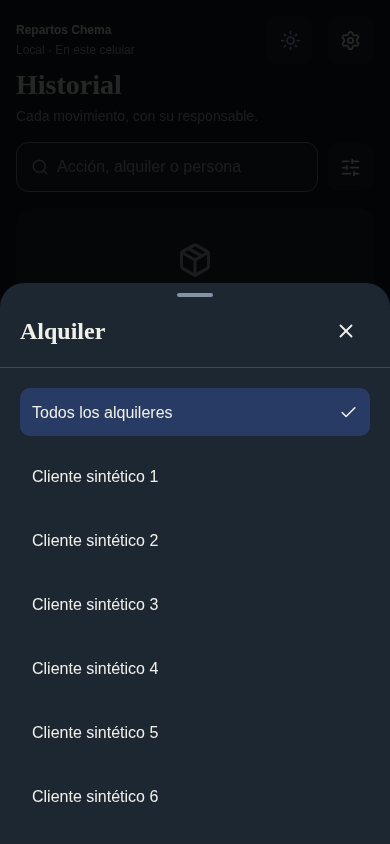 Repartos Chema
Local · En este celular
Historial
Cada movimiento, con su responsable.
Acción, alquiler o persona
Alquiler
Todos los alquileres
Cliente sintético 1
Cliente sintético 2
Cliente sintético 3
Cliente sintético 4
Cliente sintético 5
Cliente sintético 6